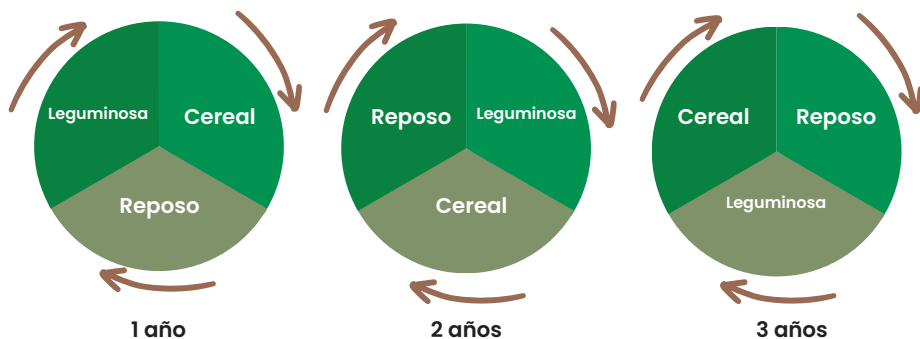 Leguminosa
Cereal
Reposo
1 año
Reposo
Leguminosa
Cereal
2 años
Cereal
Reposo
Leguminosa
3 años